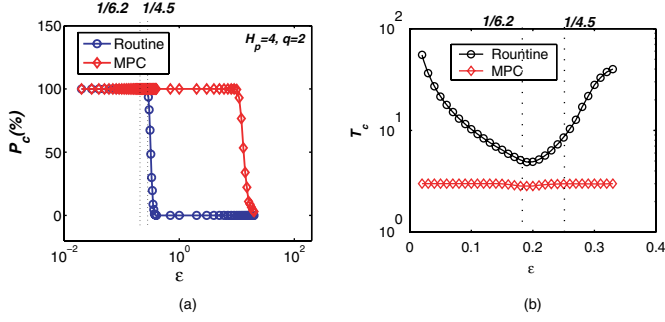 1/6.2 1/4.5
150
100
50
0
P_c(%)
Routine
MPC
H_p=4, q=2
10^-2 10^0 10^2
ε
(a)
1/6.2 1/4.5
10^2
10^1
10^0
T_c
Rountine
MPC
0 0.1 0.2 0.3 0.4
ε
(b)